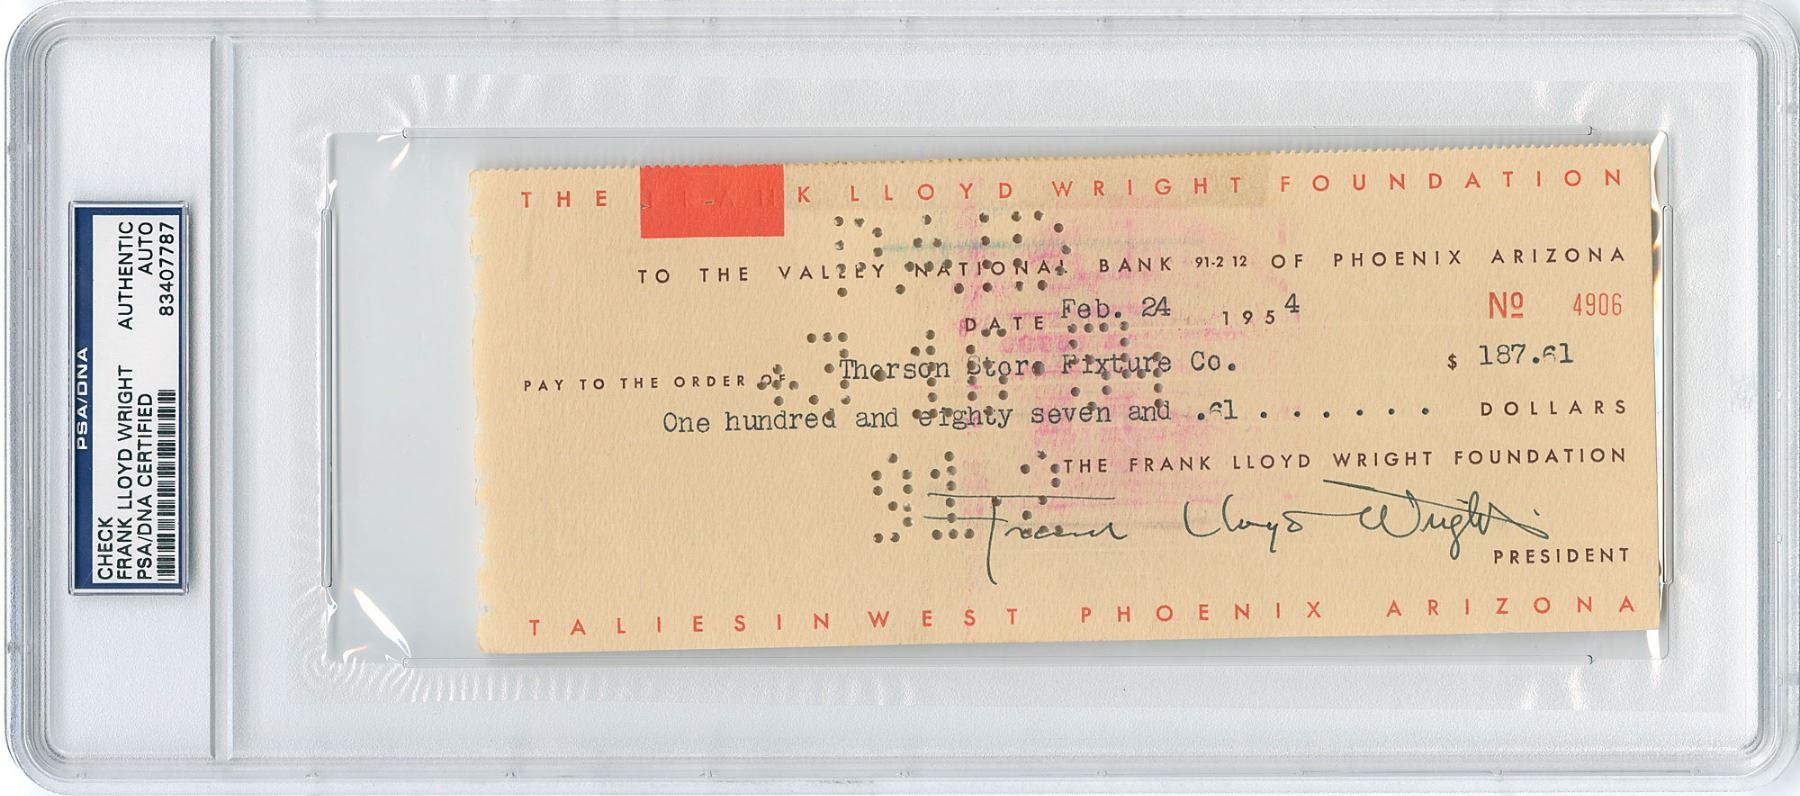 PSA/DNA
CHECK
FRANK LLOYD WRIGHT
PSA/DNA CERTIFIED
AUTHENTIC
AUTO
83407787
THE FRANK LLOYD WRIGHT FOUNDATION
TO THE VALLEY NATIONAL BANK 91-212 OF PHOENIX ARIZONA
DATE Feb. 24 1954
Nº 4906
PAY TO THE ORDER OF Thorson Store Fixture Co. $ 187.61
One hundred and eighty seven and .61 . . . . . . DOLLARS
THE FRANK LLOYD WRIGHT FOUNDATION
Frank Lloyd Wright
PRESIDENT
TALIESIN WEST PHOENIX ARIZONA